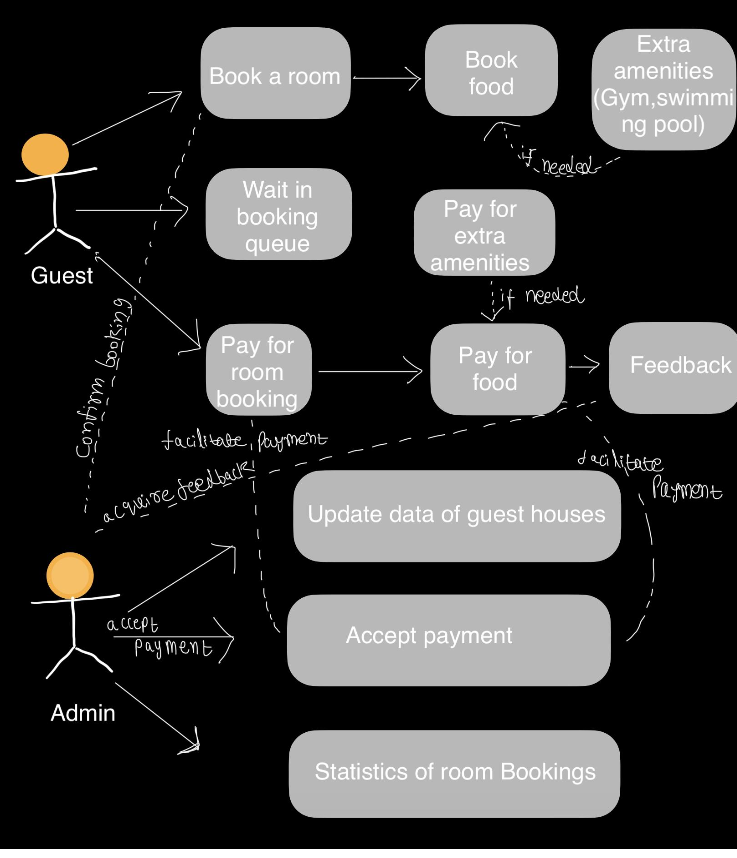 Book a room
Book
food
Extra
amenities
(Gym,swimmi
ng pool)
if needed
Guest
Wait in
booking
queue
Pay for
extra
amenities
if needed
Confirm booking
Pay for
room
booking
Pay for
food
Feedback
facilitate payment
acquire feedback
facilitate
Payment
Update data of guest houses
accept
payment
Accept payment
Admin
Statistics of room Bookings